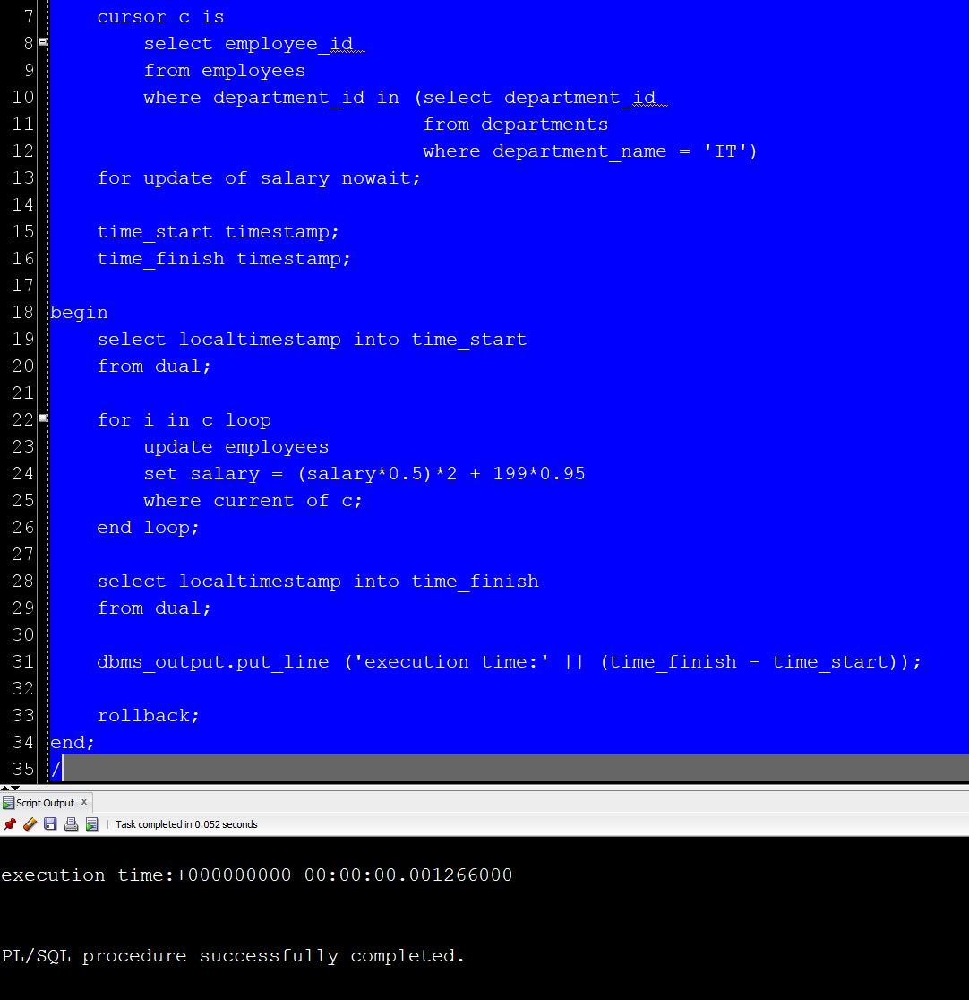 7 cursor c is
8 select employee_id
9 from employees
10 where department_id in (select department_id
11 from departments
12 where department_name = 'IT')
13 for update of salary nowait;
14
15 time_start timestamp;
16 time_finish timestamp;
17
18 begin
19 select localtimestamp into time_start
20 from dual;
21
22 for i in c loop
23 update employees
24 set salary = (salary*0.5)*2 + 199*0.95
25 where current of c;
26 end loop;
27
28 select localtimestamp into time_finish
29 from dual;
30
31 dbms_output.put_line ('execution time:' || (time_finish - time_start));
32
33 rollback;
34 end;
35 /
Script Output x
Task completed in 0.052 seconds
execution time:+000000000 00:00:00.001266000
PL/SQL procedure successfully completed.